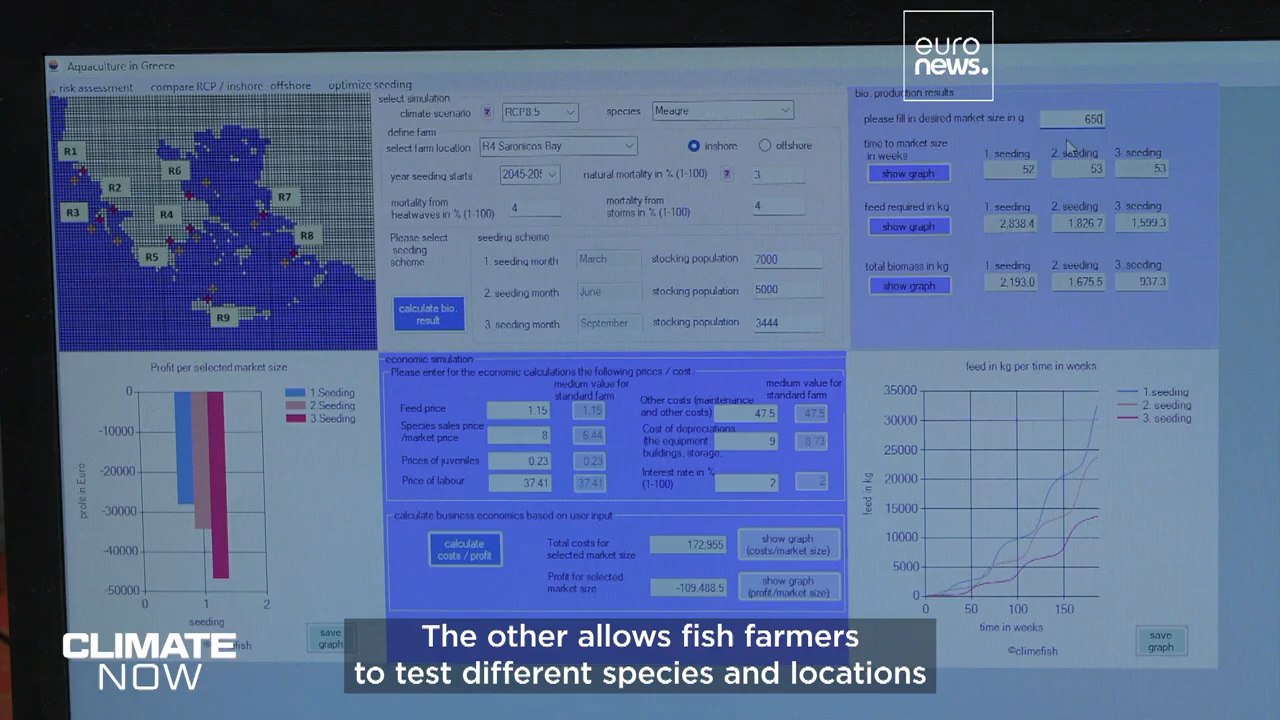 euro
news.
Aquaculture in Greece
risk assessment compare RCP / inshore offshore optimize seeding
R1
R2
R3
R4
R5
R6
R7
R8
R9
select simulation
climate scenario ? RCP8.5 species Meagre
define farm
select farm location R4 Saronicos Bay inshore offshore
year seeding starts 2045-205 natural mortality in % (1-100) ? 3
mortality from
heatwaves in % (1-100) 4
mortality from
storms in % (1-100) 4
Please select
seeding
scheme
seeding scheme
1. seeding month March stocking population 7000
2. seeding month June stocking population 5000
3. seeding month September stocking population 3444
calculate bio.
result
bio. production results
please fill in desired market size in g 650
time to market size
in weeks
1. seeding 2. seeding 3. seeding
show graph 52 53 53
feed required in kg 1. seeding 2. seeding 3. seeding
show graph 2,838.4 1,826.7 1,599.3
total biomass in kg 1. seeding 2. seeding 3. seeding
show graph 2,193.0 1,675.5 937.3
Profit per selected market size
0
-10000
-20000
-30000
-40000
-50000
profit in Euro
0 1 2
seeding
1.Seeding
2.Seeding
3.Seeding
fish
save
graph
economic simulation
Please enter for the economic calculations the following prices / cost
medium value for
standard farm
Feed price 1.15 1.15
Species sales price
/market price 8 6.44
Prices of juveniles 0.23 0.23
Price of labour 37.41 37.41
medium value for
standard farm
Other costs (maintenance
and other costs) 47.5 47.5
Cost of depreciations
(the equipment, 9 8.73
buildings, storage,
Interest rate in %
(1-100) 2 2
calculate business economics based on user input
calculate
costs / profit
Total costs for
selected market size 172,955
show graph
(costs/market size)
Profit for selected
market size -109,488.5
show graph
(profit/market size)
feed in kg per time in weeks
35000
30000
25000
20000
15000
10000
5000
0
feed in kg
0 50 100 150
time in weeks
1.seeding
2. seeding
3. seeding
©climefish
save
graph
CLIMATE
NOW
The other allows fish farmers
to test different species and locations